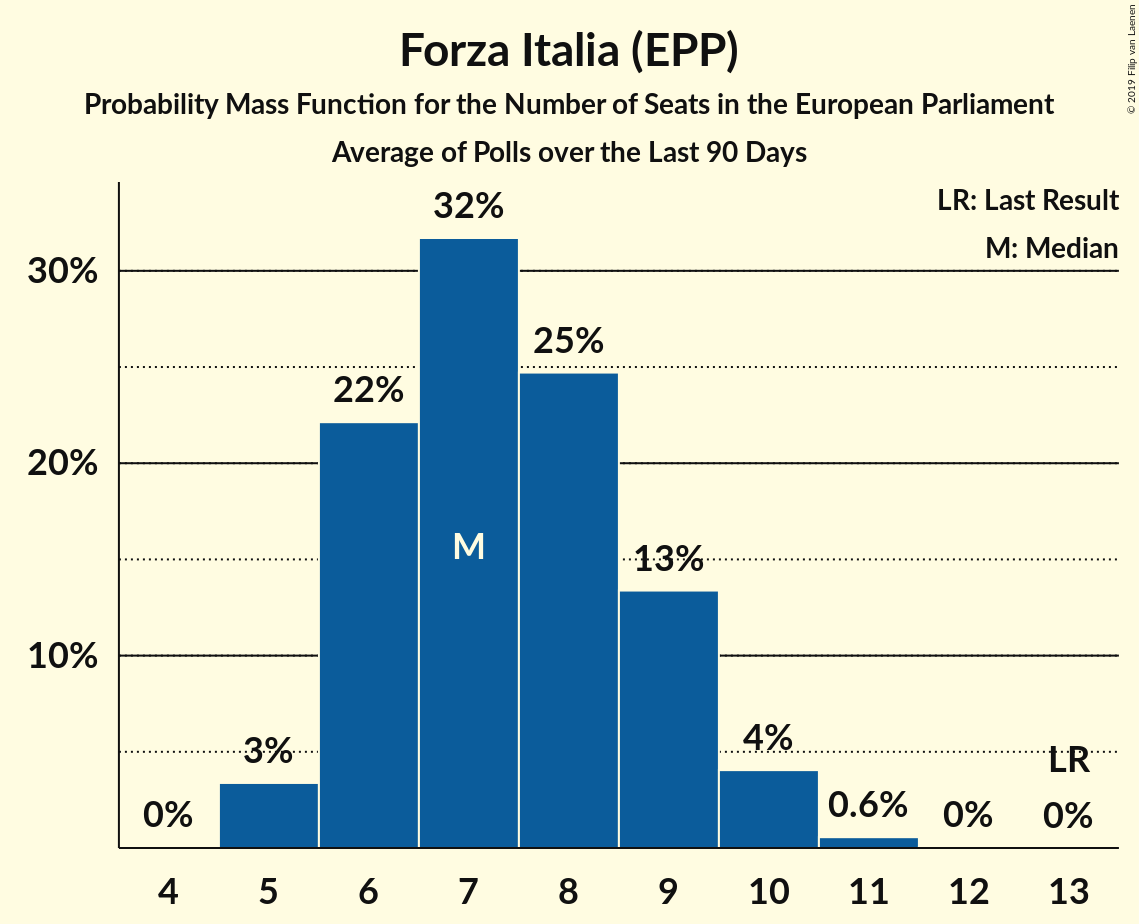 Forza Italia (EPP)
Probability Mass Function for the Number of Seats in the European Parliament
Average of Polls over the Last 90 Days
© 2019 Filip van Laenen
LR: Last Result
M: Median
30%
20%
10%
0%
3%
22%
32%
M
25%
13%
4%
0.6%
0%
LR
0%
4 5 6 7 8 9 10 11 12 13